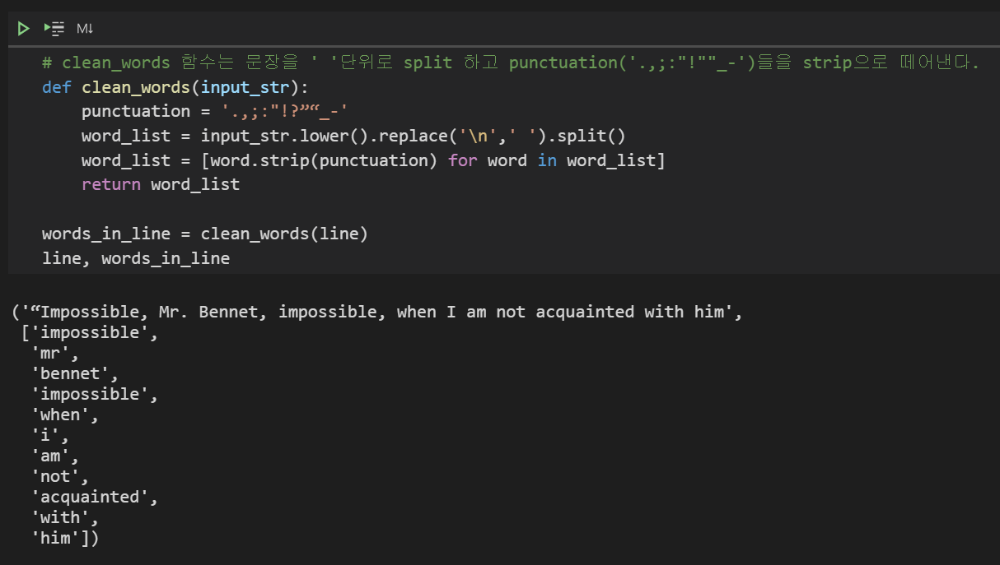 M↓
# clean_words 함수는 문장을 ' '단위로 split 하고 punctuation('.,;:"!""_-')들을 strip으로 떼어낸다.
def clean_words(input_str):
    punctuation = '.,;:"!?”“_-'
    word_list = input_str.lower().replace('\n',' ').split()
    word_list = [word.strip(punctuation) for word in word_list]
    return word_list
words_in_line = clean_words(line)
line, words_in_line
('“Impossible, Mr. Bennet, impossible, when I am not acquainted with him',
 ['impossible',
  'mr',
  'bennet',
  'impossible',
  'when',
  'i',
  'am',
  'not',
  'acquainted',
  'with',
  'him'])